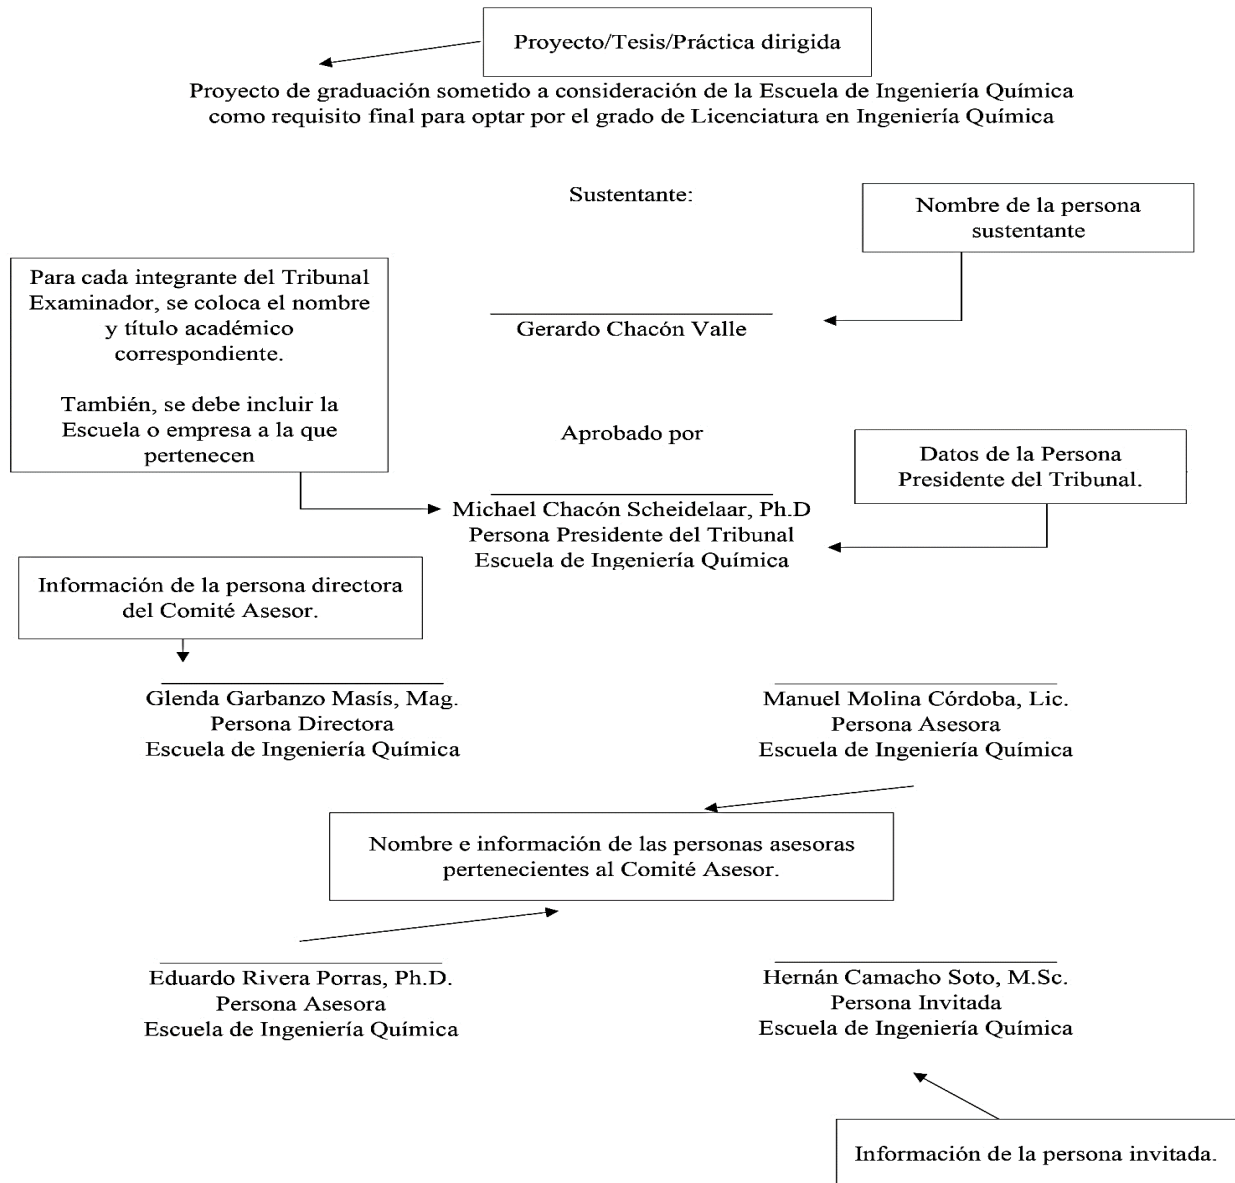 Proyecto/Tesis/Práctica dirigida
Proyecto de graduación sometido a consideración de la Escuela de Ingeniería Química
como requisito final para optar por el grado de Licenciatura en Ingeniería Química
Sustentante:
Nombre de la persona
sustentante
Para cada integrante del Tribunal
Examinador, se coloca el nombre
y título académico
correspondiente.
También, se debe incluir la
Escuela o empresa a la que
pertenecen
Gerardo Chacón Valle
Aprobado por
Datos de la Persona
Presidente del Tribunal.
Michael Chacón Scheidelaar, Ph.D
Persona Presidente del Tribunal
Escuela de Ingeniería Química
Información de la persona directora
del Comité Asesor.
Glenda Garbanzo Masís, Mag.
Persona Directora
Escuela de Ingeniería Química
Manuel Molina Córdoba, Lic.
Persona Asesora
Escuela de Ingeniería Química
Nombre e información de las personas asesoras
pertenecientes al Comité Asesor.
Eduardo Rivera Porras, Ph.D.
Persona Asesora
Escuela de Ingeniería Química
Hernán Camacho Soto, M.Sc.
Persona Invitada
Escuela de Ingeniería Química
Información de la persona invitada.